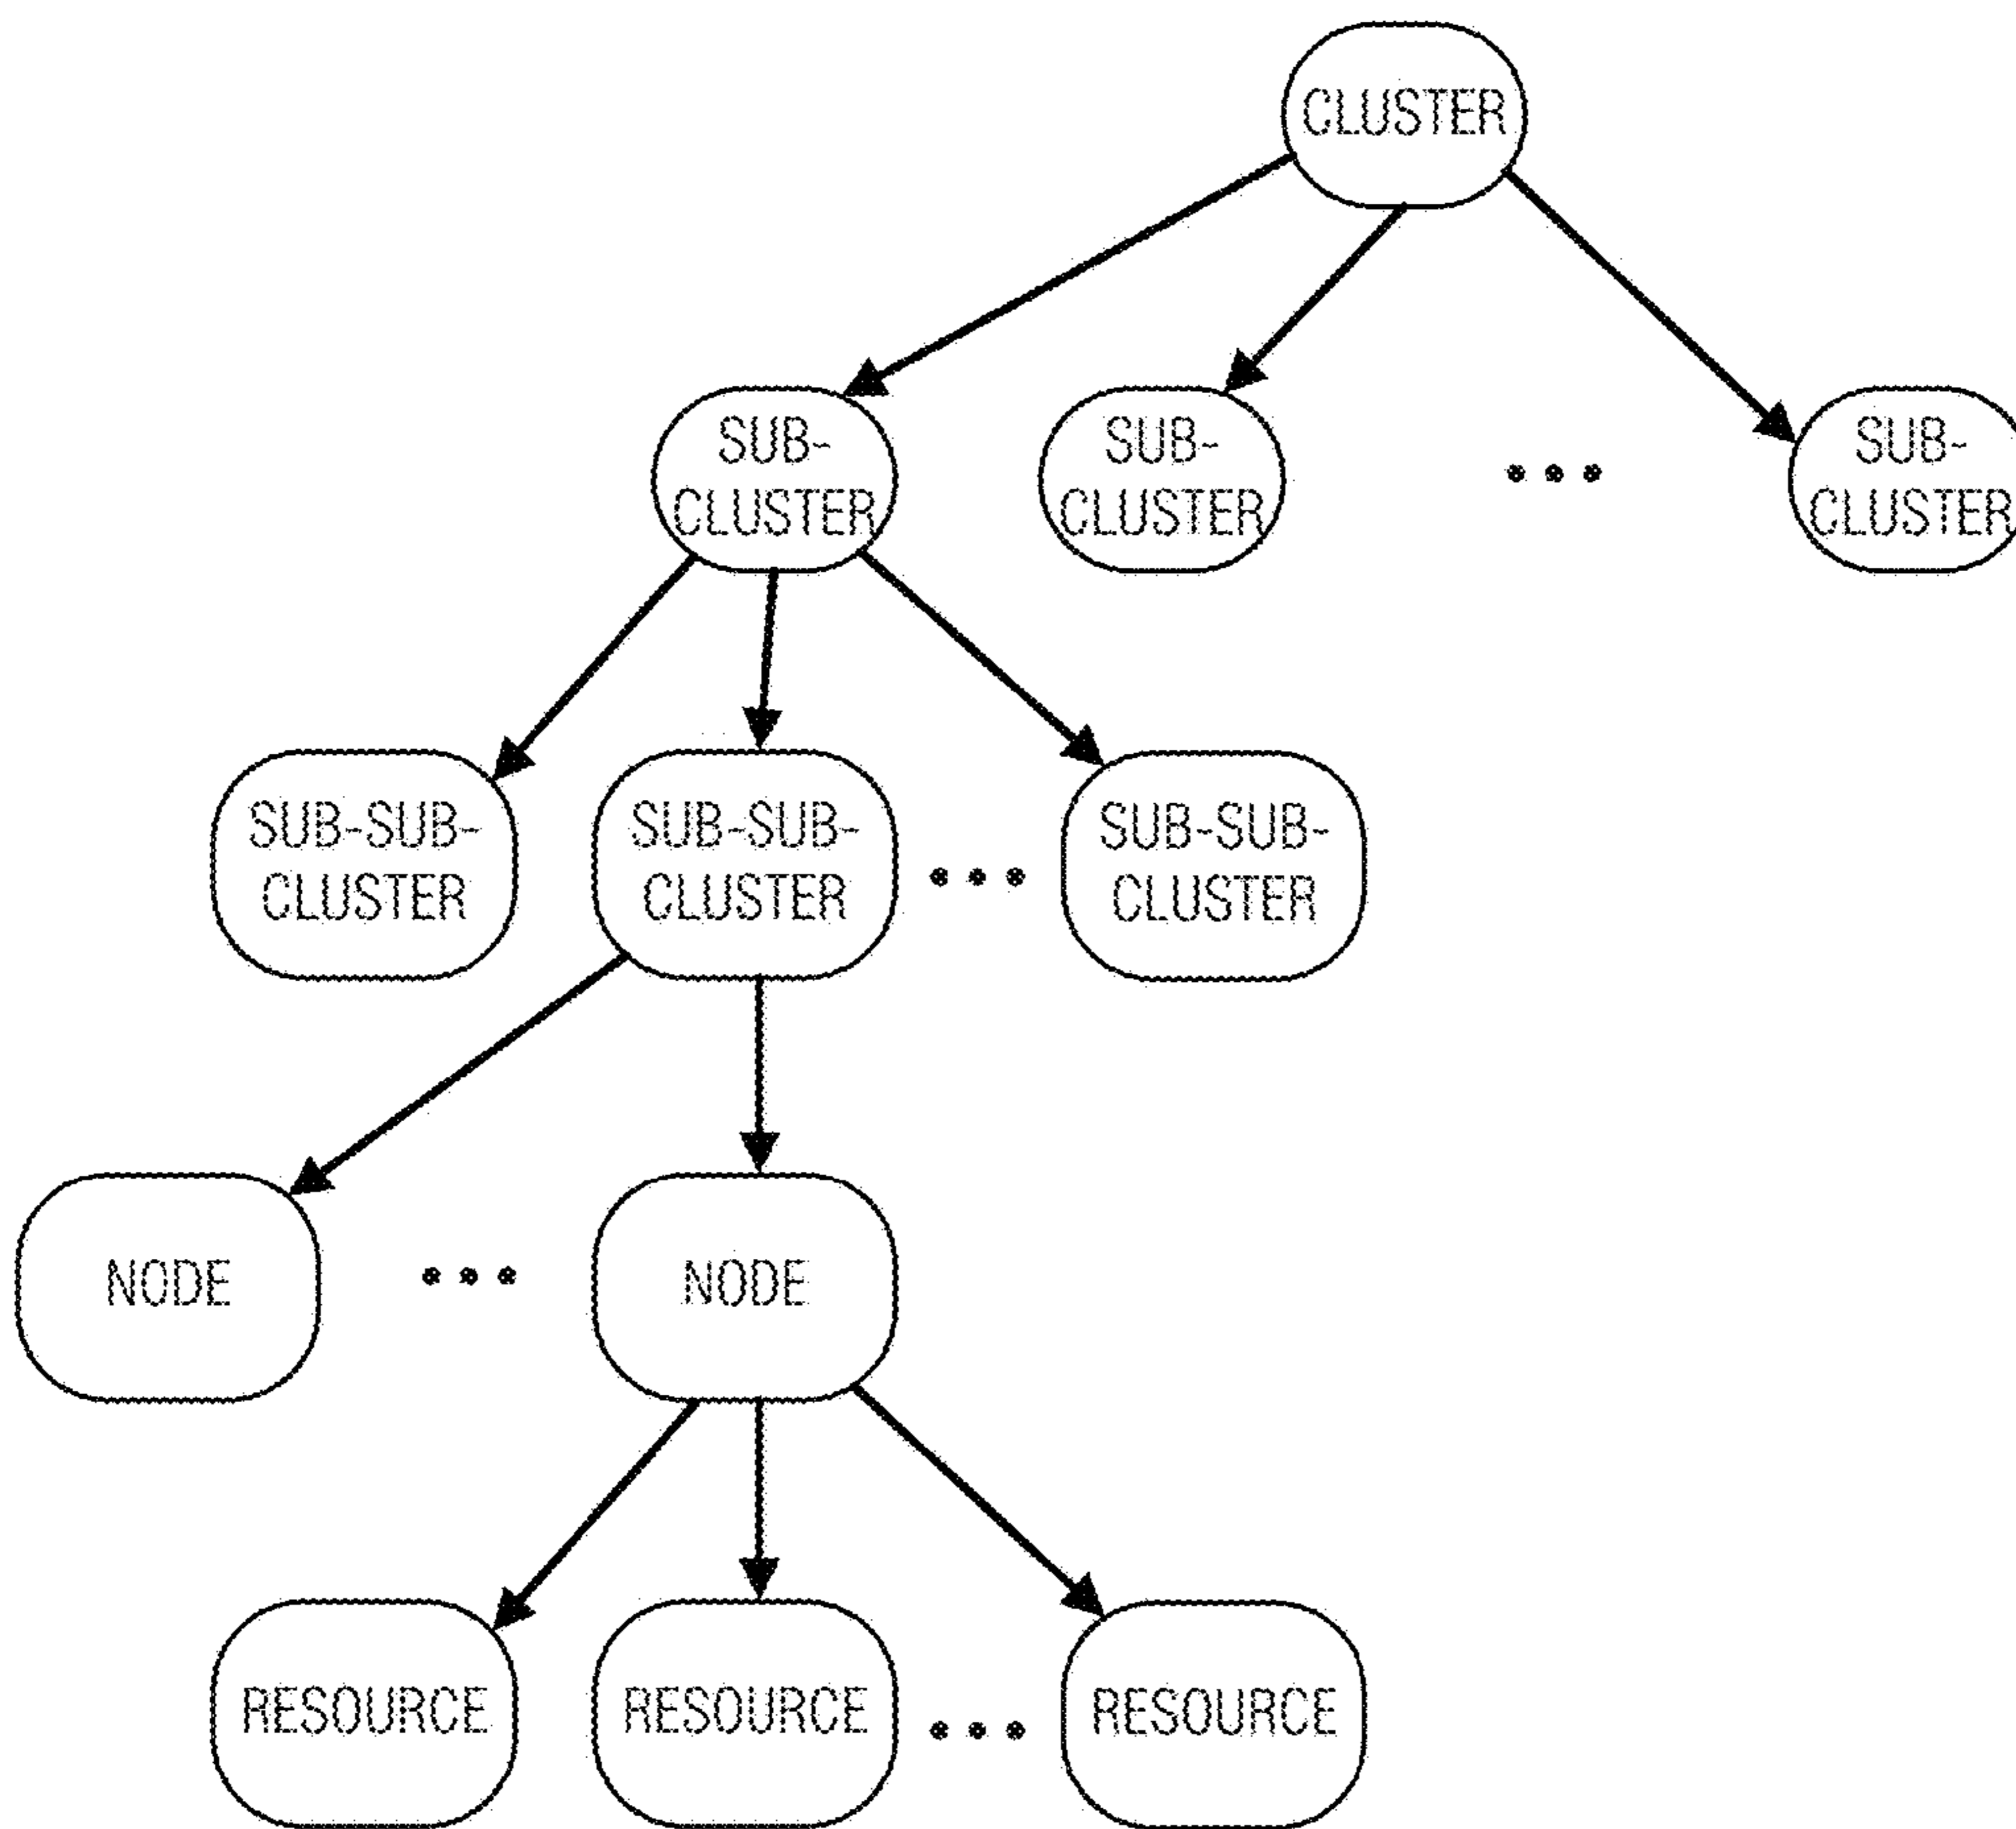 CLUSTER
SUB-
CLUSTER
SUB-
CLUSTER
•••
SUB-
CLUSTER
SUB-SUB-
CLUSTER
SUB-SUB-
CLUSTER
•••
SUB-SUB-
CLUSTER
NODE
•••
NODE
RESOURCE
RESOURCE
•••
RESOURCE